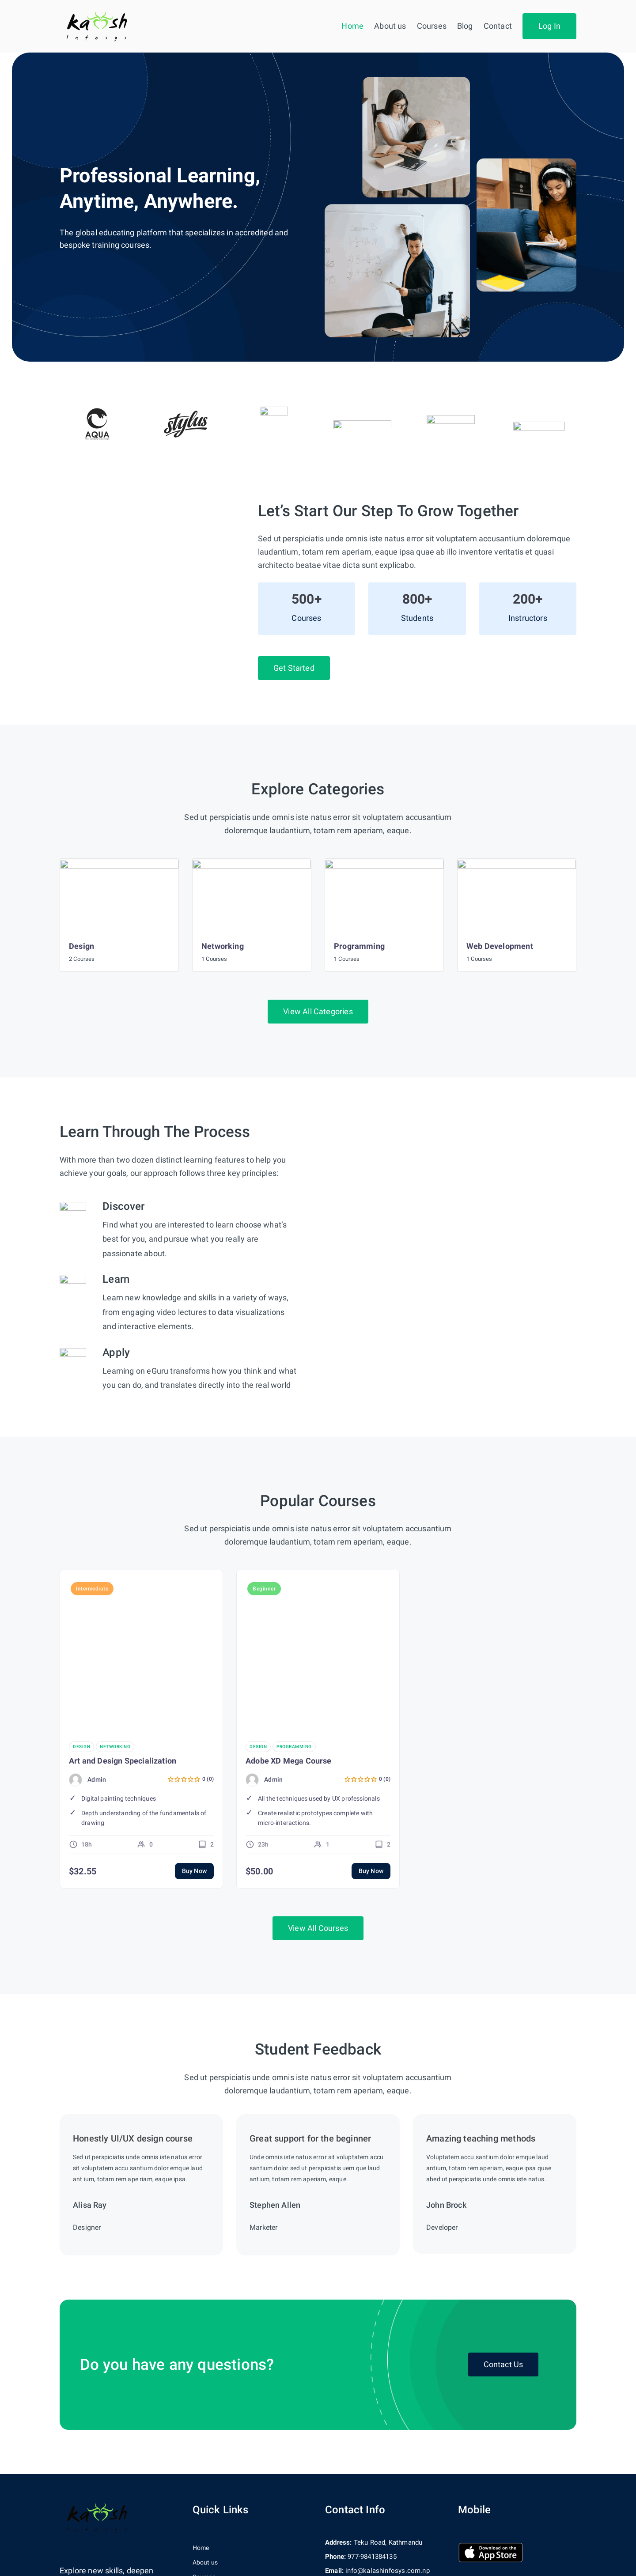 Infosys
Home About us Courses Blog Contact Log In
Professional Learning,
Anytime, Anywhere.
The global educating platform that specializes in accredited and
bespoke training courses.
AQUA
stylus
Let’s Start Our Step To Grow Together
Sed ut perspiciatis unde omnis iste natus error sit voluptatem accusantium doloremque
laudantium, totam rem aperiam, eaque ipsa quae ab illo inventore veritatis et quasi
architecto beatae vitae dicta sunt explicabo.
500+ 800+ 200+
Courses Students Instructors
Get Started
Explore Categories
Sed ut perspiciatis unde omnis iste natus error sit voluptatem accusantium
doloremque laudantium, totam rem aperiam, eaque.
Design Networking Programming Web Development
2 Courses 1 Courses 1 Courses 1 Courses
View All Categories
Learn Through The Process
With more than two dozen distinct learning features to help you
achieve your goals, our approach follows three key principles:
Discover
Find what you are interested to learn choose what’s
best for you, and pursue what you really are
passionate about.
Learn
Learn new knowledge and skills in a variety of ways,
from engaging video lectures to data visualizations
and interactive elements.
Apply
Learning on eGuru transforms how you think and what
you can do, and translates directly into the real world
Popular Courses
Sed ut perspiciatis unde omnis iste natus error sit voluptatem accusantium
doloremque laudantium, totam rem aperiam, eaque.
Intermediate
DESIGN NETWORKING
Art and Design Specialization
Admin 0 (0)
✓ Digital painting techniques
✓ Depth understanding of the fundamentals of
drawing
18h 0 2
$32.55 Buy Now
Beginner
DESIGN PROGRAMMING
Adobe XD Mega Course
Admin 0 (0)
✓ All the techniques used by UX professionals
✓ Create realistic prototypes complete with
micro-interactions.
23h 1 2
$50.00 Buy Now
View All Courses
Student Feedback
Sed ut perspiciatis unde omnis iste natus error sit voluptatem accusantium
doloremque laudantium, totam rem aperiam, eaque.
Honestly UI/UX design course
Sed ut perspiciatis unde omnis iste natus error
sit voluptatem accu santium dolor emque laud
ant ium, totam rem ape riam, eaque ipsa.
Alisa Ray
Designer
Great support for the beginner
Unde omnis iste natus error sit voluptatem accu
santium dolor sed ut perspiciatis uem que laud
antium, totam rem aperiam, eaque.
Stephen Allen
Marketer
Amazing teaching methods
Voluptatem accu santium dolor emque laud
antium, totam rem aperiam, eaque ipsa quae
abed ut perspiciatis unde omnis iste natus.
John Brock
Developer
Do you have any questions?
Contact Us
Explore new skills, deepen
Quick Links
Home
About us
Contact Info
Address: Teku Road, Kathmandu
Phone: 977-9841384135
Email: info@kalashinfosys.com.np
Mobile
Download on the
App Store